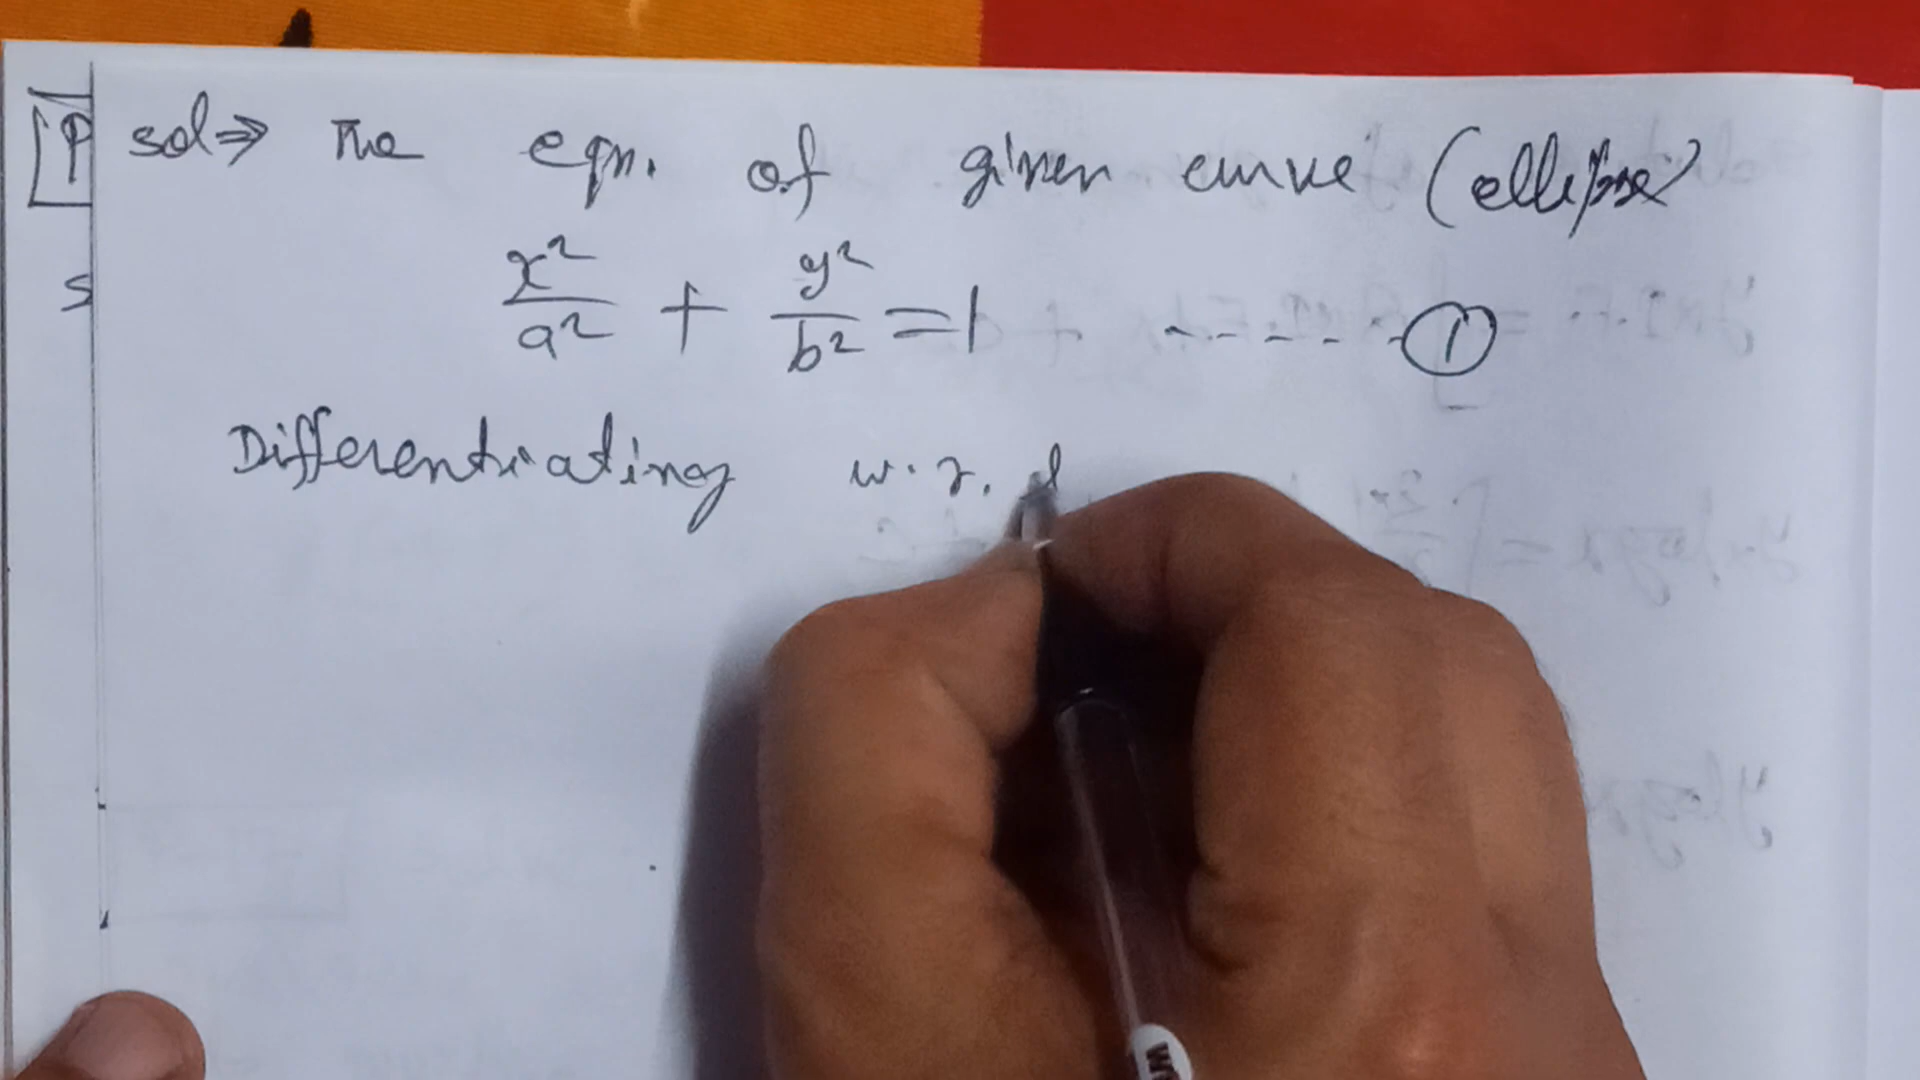 sol⇒ The eqn. of given curve (ellipse)
x²/a² + y²/b² = 1 - - - - - ①
Differentiating w.r.t
P
S